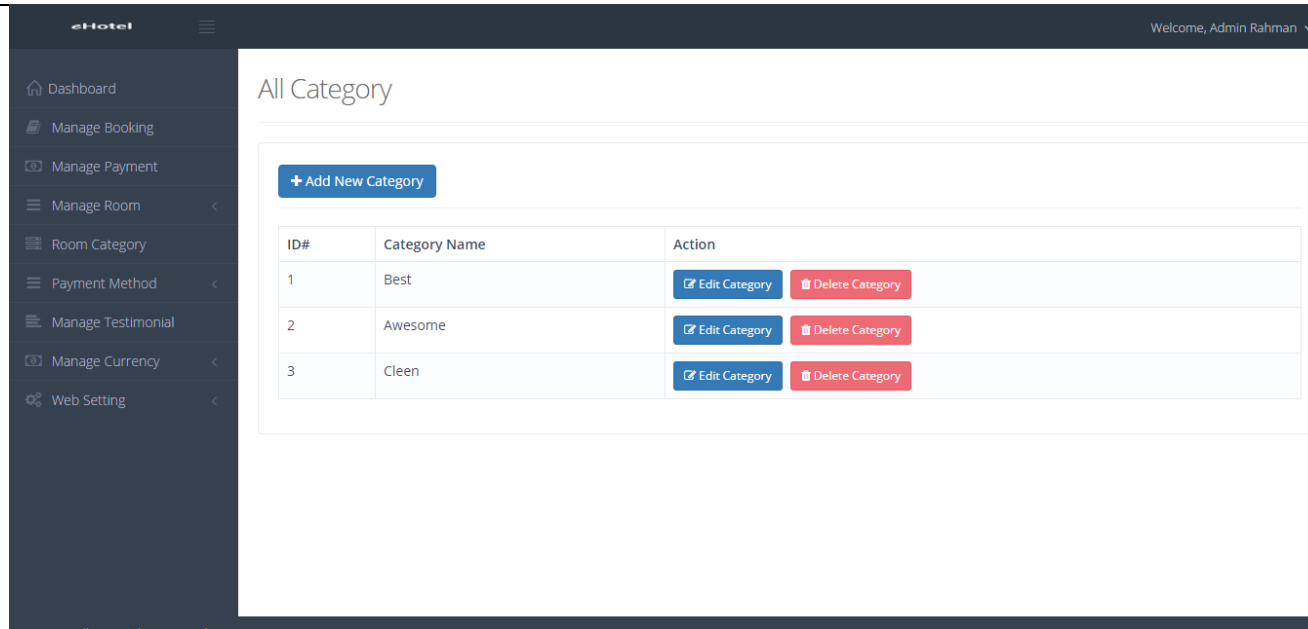 eHotel
Welcome, Admin Rahman
Dashboard
Manage Booking
Manage Payment
Manage Room
Room Category
Payment Method
Manage Testimonial
Manage Currency
Web Setting
All Category
Add New Category
ID# Category Name Action
1 Best Edit Category Delete Category
2 Awesome Edit Category Delete Category
3 Cleen Edit Category Delete Category